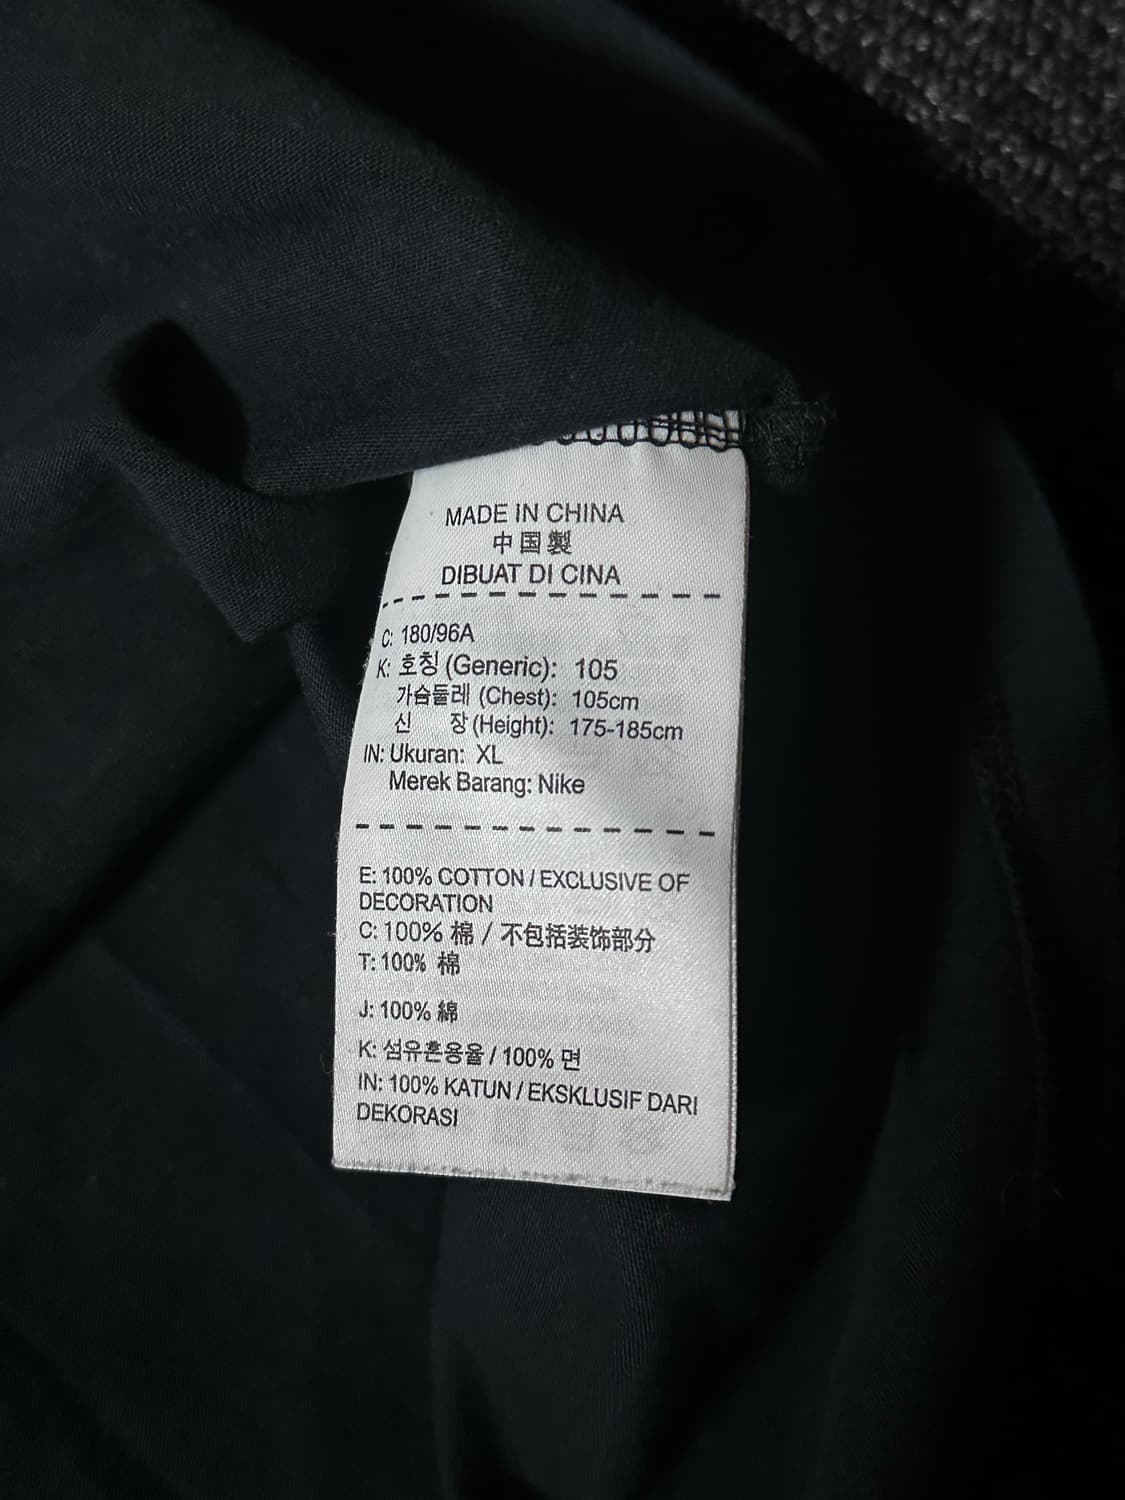 MADE IN CHINA
中国製
DIBUAT DI CINA
C: 180/96A
K: 호칭 (Generic): 105
가슴둘레 (Chest): 105cm
신 장 (Height): 175-185cm
IN: Ukuran: XL
Merek Barang: Nike
E: 100% COTTON / EXCLUSIVE OF
DECORATION
C: 100% 棉 / 不包括装饰部分
T: 100% 棉
J: 100% 綿
K: 섬유혼용율 / 100% 면
IN: 100% KATUN / EKSKLUSIF DARI
DEKORASI